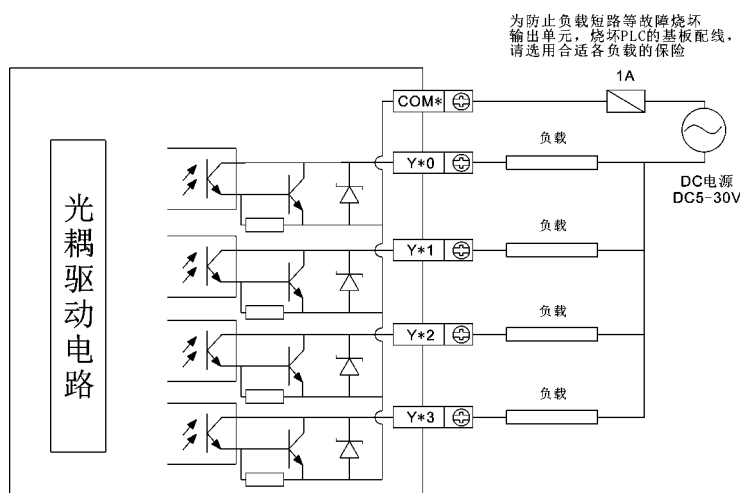 为防止负载短路等故障烧坏
输出单元，烧坏PLC的基板配线，
请选用合适各负载的保险
1A
COM*
负载
Y*0
DC电源
DC5-30V
负载
Y*1
负载
Y*2
负载
Y*3
光耦驱动电路